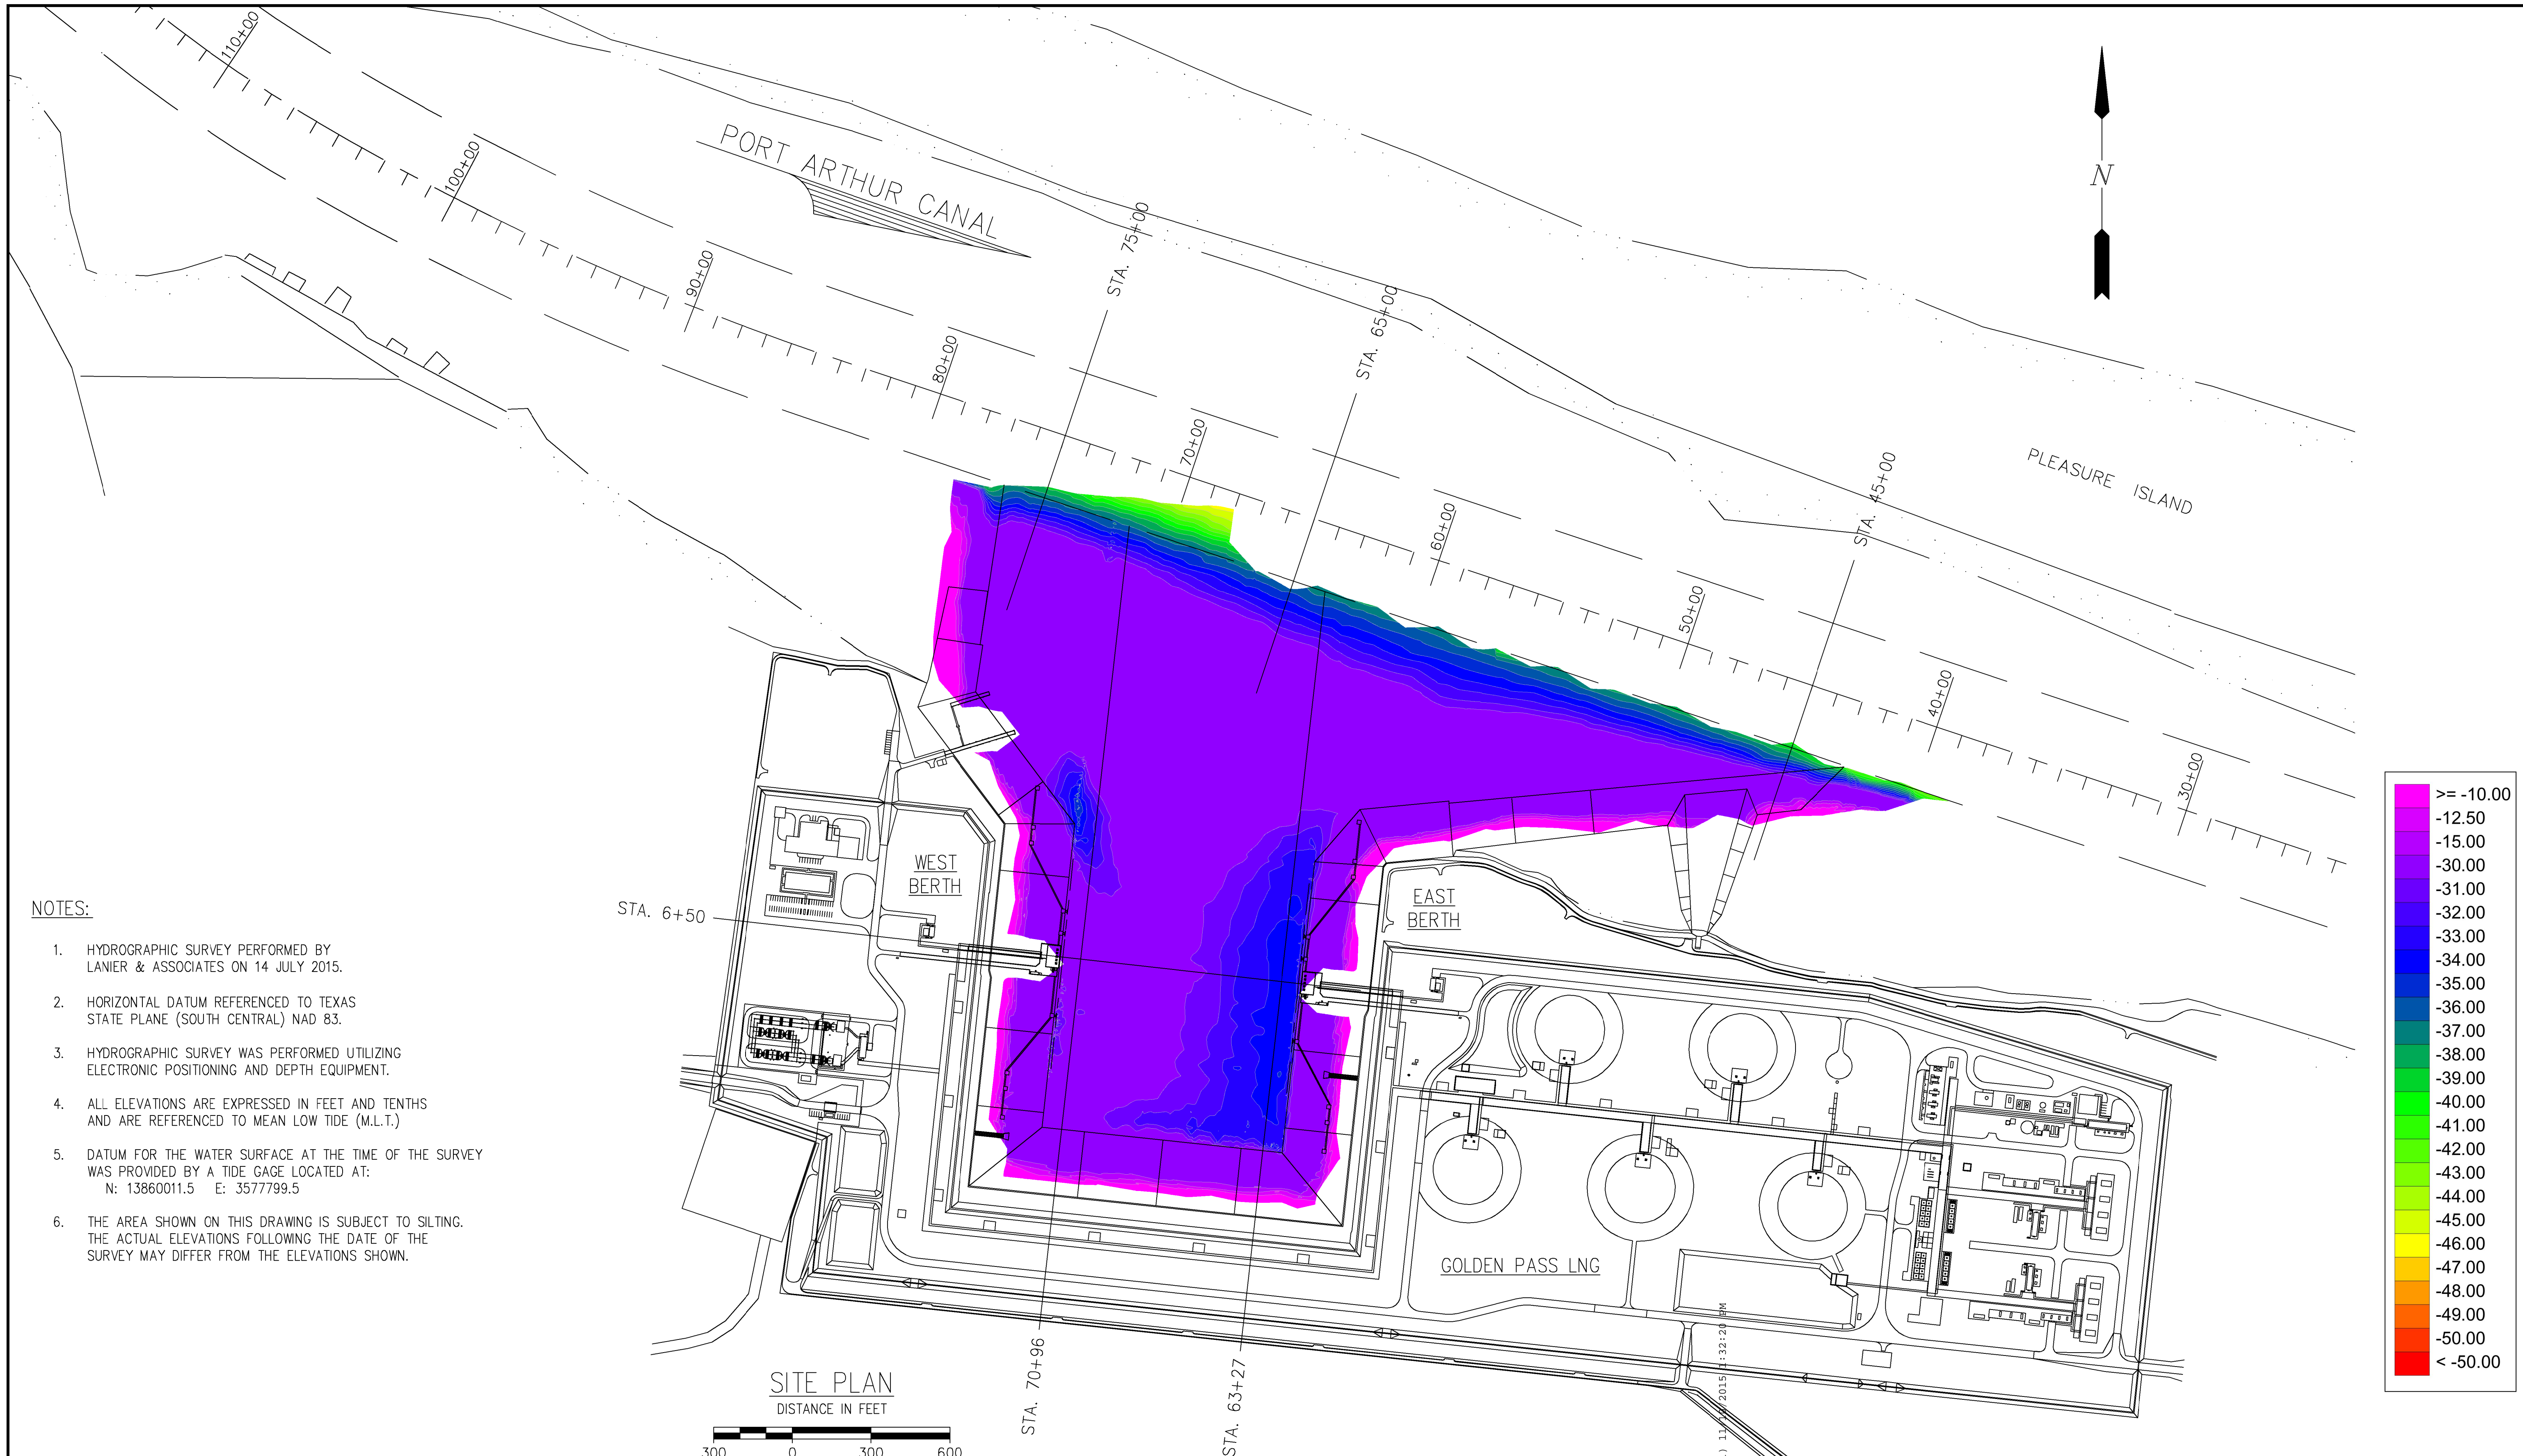 110+00
100+00
90+00
80+00
70+00
60+00
50+00
40+00
30+00
PORT ARTHUR CANAL
STA. 75+00
STA. 65+00
STA. 45+00
N
PLEASURE ISLAND
WEST
BERTH
EAST
BERTH
STA. 6+50
GOLDEN PASS LNG
STA. 70+96
STA. 63+27
NOTES:
1. HYDROGRAPHIC SURVEY PERFORMED BY
LANIER & ASSOCIATES ON 14 JULY 2015.
2. HORIZONTAL DATUM REFERENCED TO TEXAS
STATE PLANE (SOUTH CENTRAL) NAD 83.
3. HYDROGRAPHIC SURVEY WAS PERFORMED UTILIZING
ELECTRONIC POSITIONING AND DEPTH EQUIPMENT.
4. ALL ELEVATIONS ARE EXPRESSED IN FEET AND TENTHS
AND ARE REFERENCED TO MEAN LOW TIDE (M.L.T.)
5. DATUM FOR THE WATER SURFACE AT THE TIME OF THE SURVEY
WAS PROVIDED BY A TIDE GAGE LOCATED AT:
N: 13860011.5 E: 3577799.5
6. THE AREA SHOWN ON THIS DRAWING IS SUBJECT TO SILTING.
THE ACTUAL ELEVATIONS FOLLOWING THE DATE OF THE
SURVEY MAY DIFFER FROM THE ELEVATIONS SHOWN.
SITE PLAN
DISTANCE IN FEET
300 0 300 600
>= -10.00
-12.50
-15.00
-30.00
-31.00
-32.00
-33.00
-34.00
-35.00
-36.00
-37.00
-38.00
-39.00
-40.00
-41.00
-42.00
-43.00
-44.00
-45.00
-46.00
-47.00
-48.00
-49.00
-50.00
< -50.00